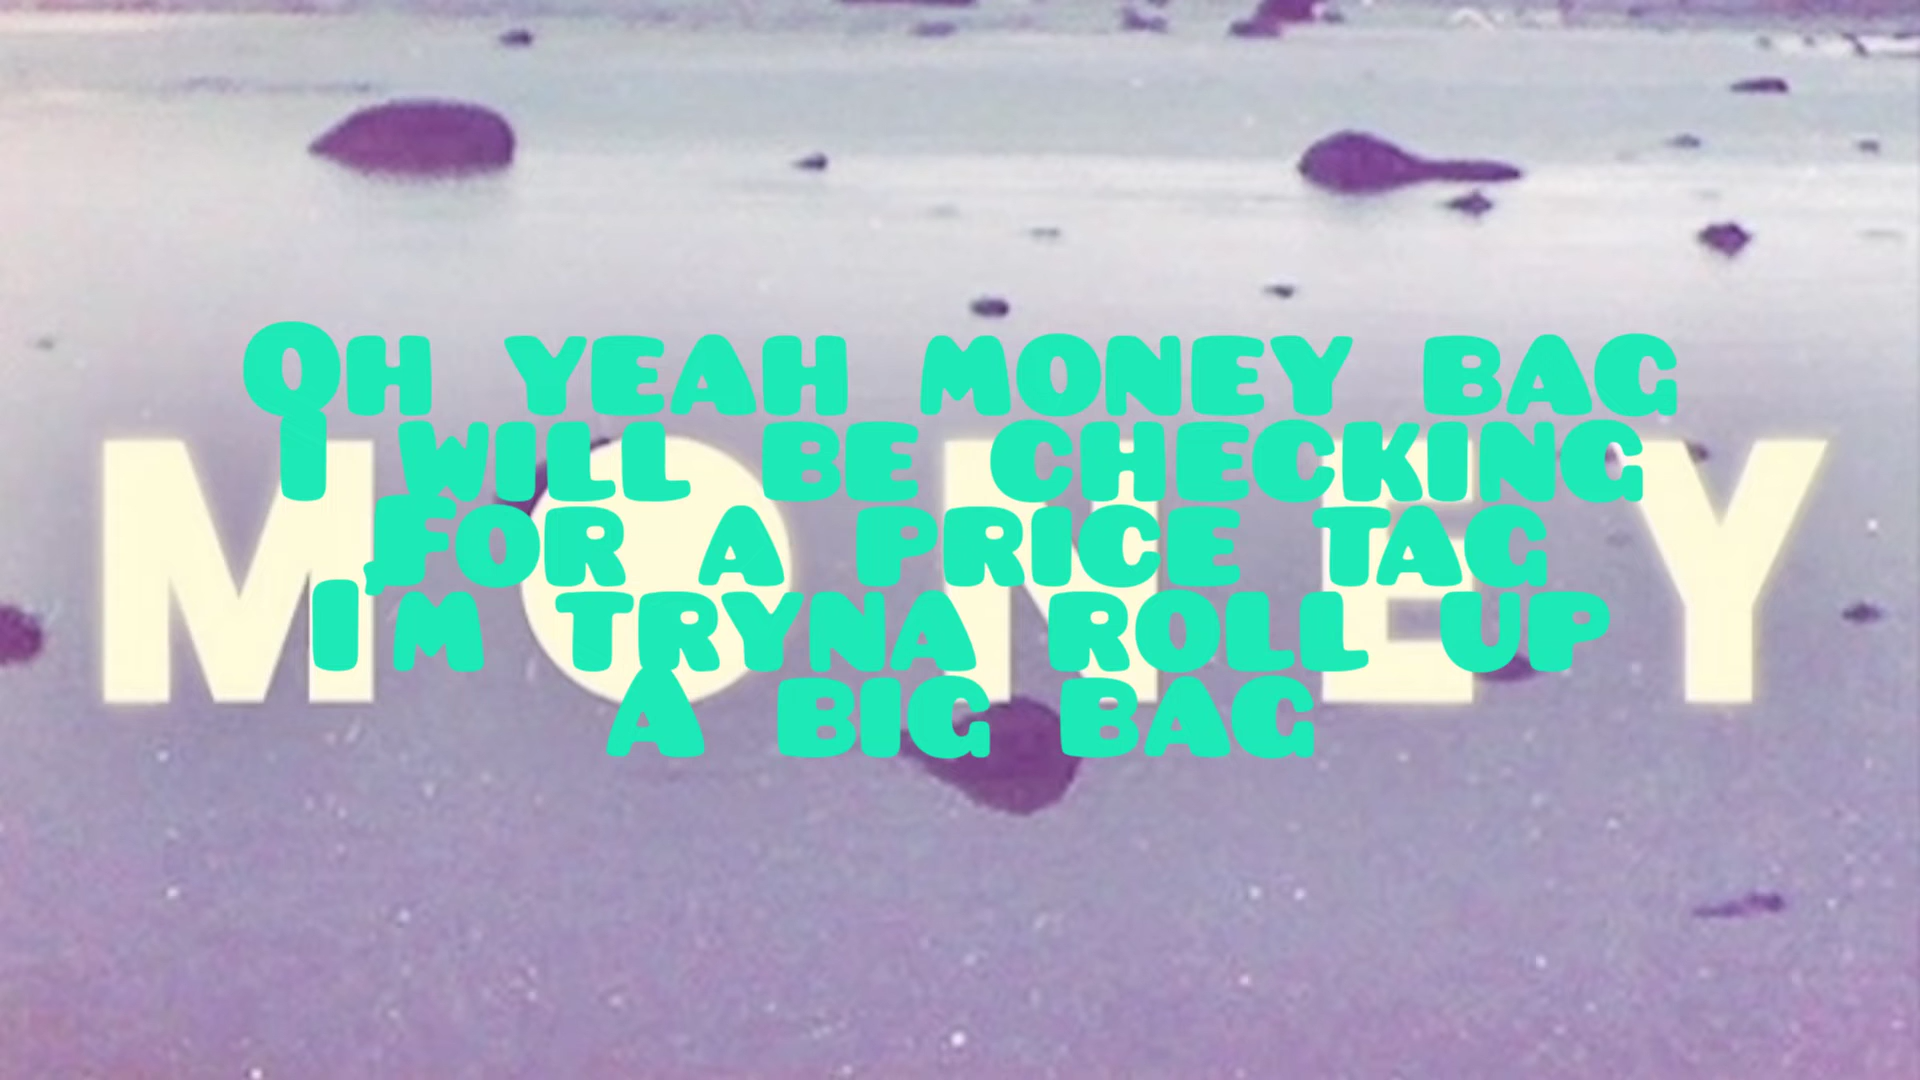 Oh yeah money bag
I will be checking
For a price tag
I'm tryna roll up
A big bag
MONEY